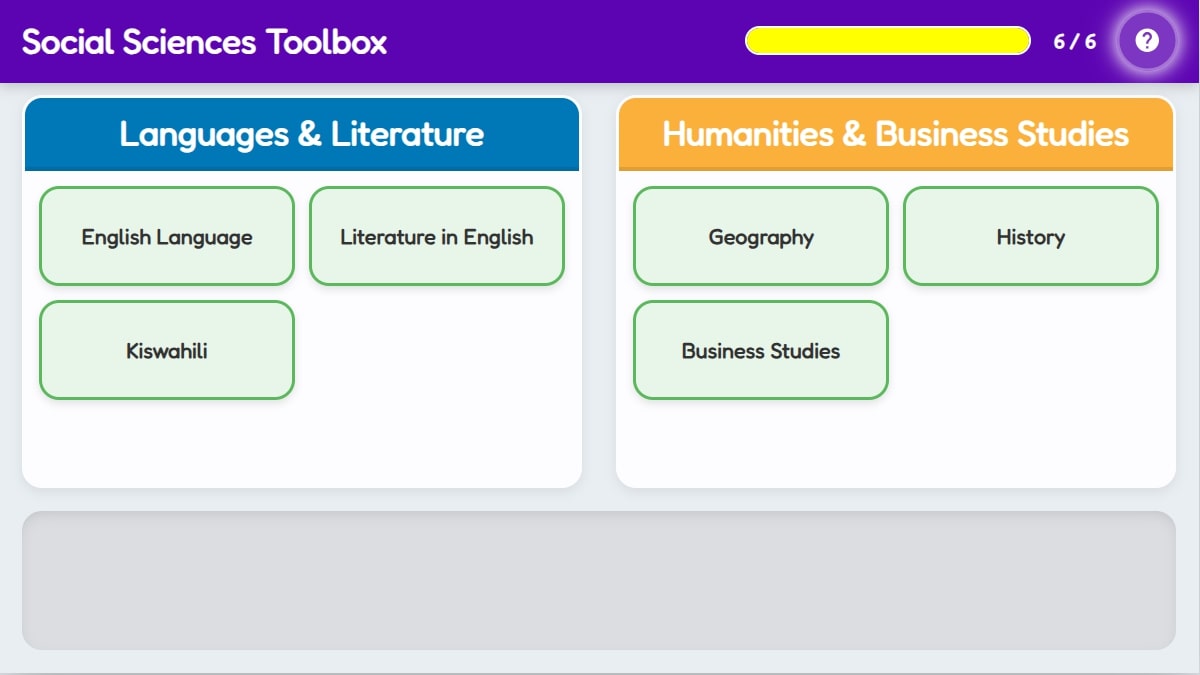 Social Sciences Toolbox
6 / 6
?
Languages & Literature
English Language
Literature in English
Kiswahili
Humanities & Business Studies
Geography
History
Business Studies